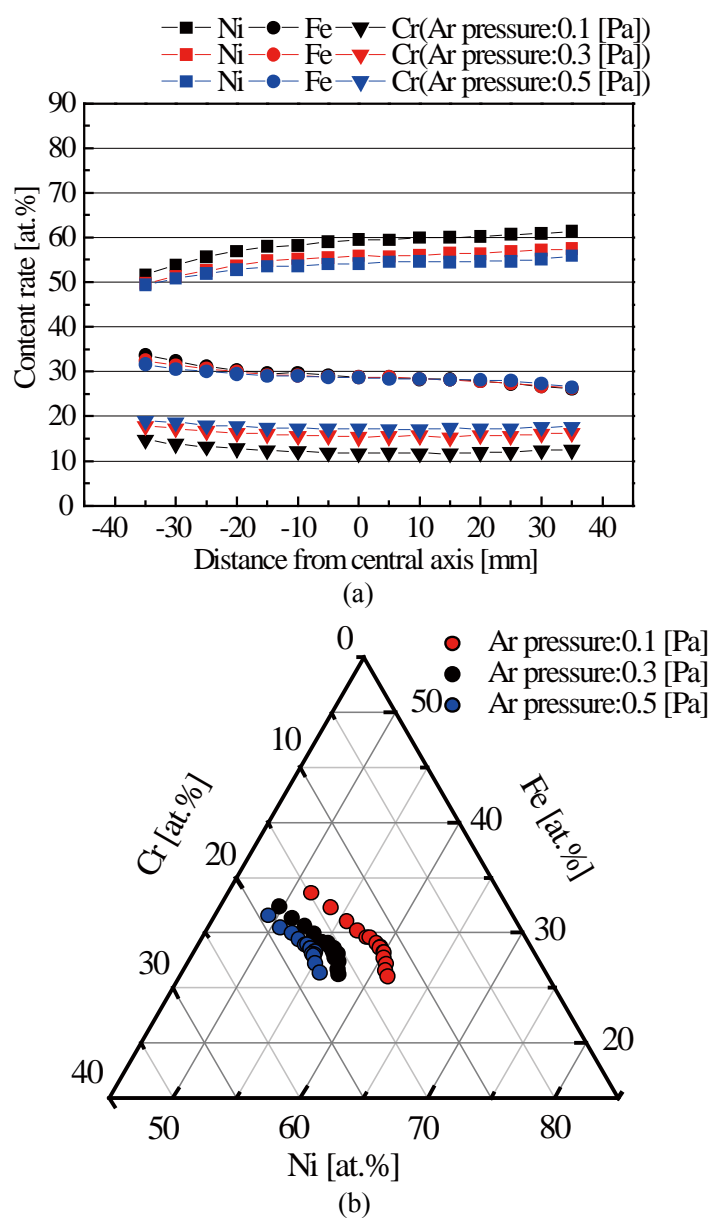 Ni Fe Cr(Ar pressure:0.1 [Pa])
Ni Fe Cr(Ar pressure:0.3 [Pa])
Ni Fe Cr(Ar pressure:0.5 [Pa])
90
80
70
60
50
40
30
20
10
0
Content rate [at.%]
-40 -30 -20 -10 0 10 20 30 40
Distance from central axis [mm]
(a)
Ar pressure:0.1 [Pa]
Ar pressure:0.3 [Pa]
Ar pressure:0.5 [Pa]
0
10
20
30
40
Cr [at.%]
50
40
30
20
Fe [at.%]
50 60 70 80
Ni [at.%]
(b)